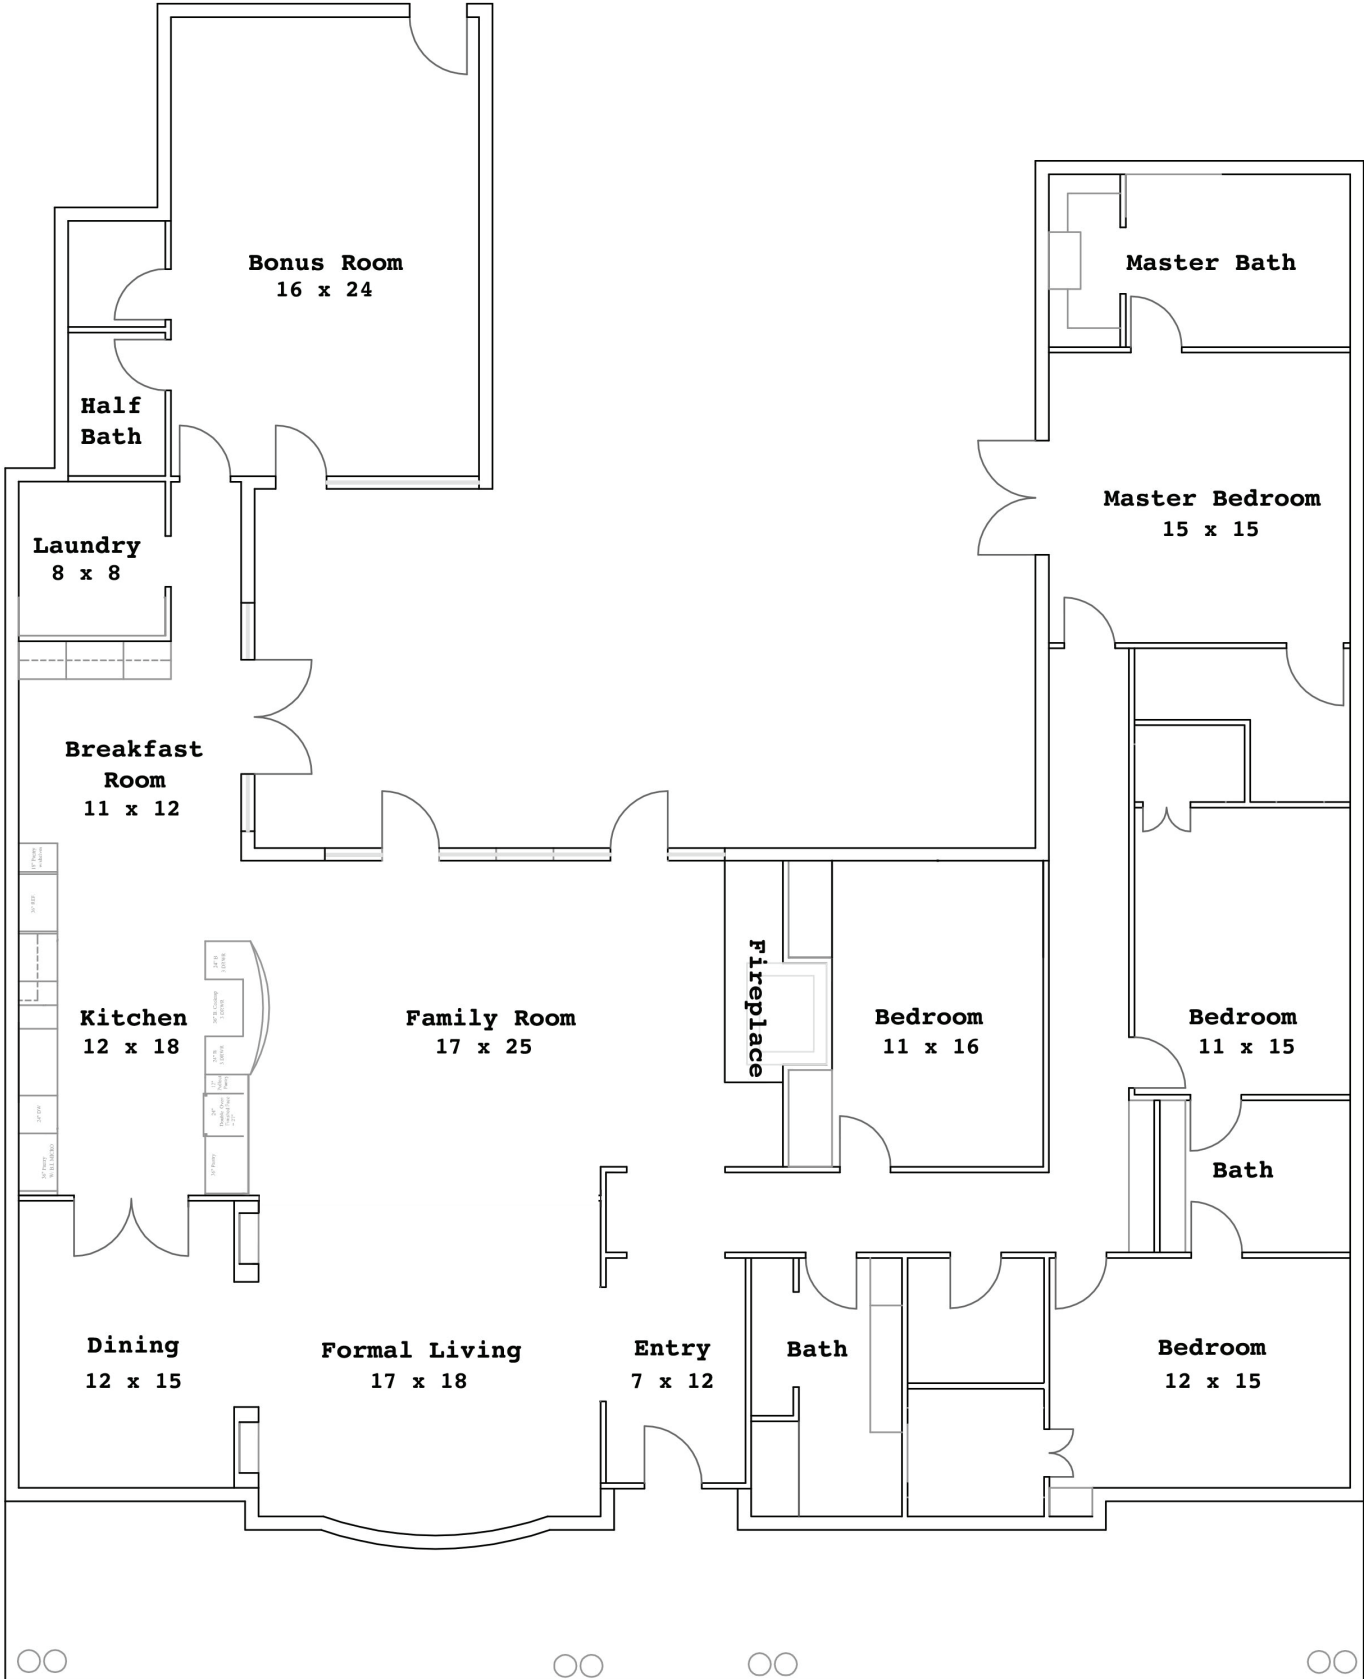 Bonus Room
16 x 24
Master Bath
Half
Bath
Master Bedroom
15 x 15
Laundry
8 x 8
Breakfast
Room
11 x 12
Kitchen
12 x 18
Family Room
17 x 25
Fireplace
Bedroom
11 x 16
Bedroom
11 x 15
Bath
Dining
12 x 15
Formal Living
17 x 18
Entry
7 x 12
Bath
Bedroom
12 x 15